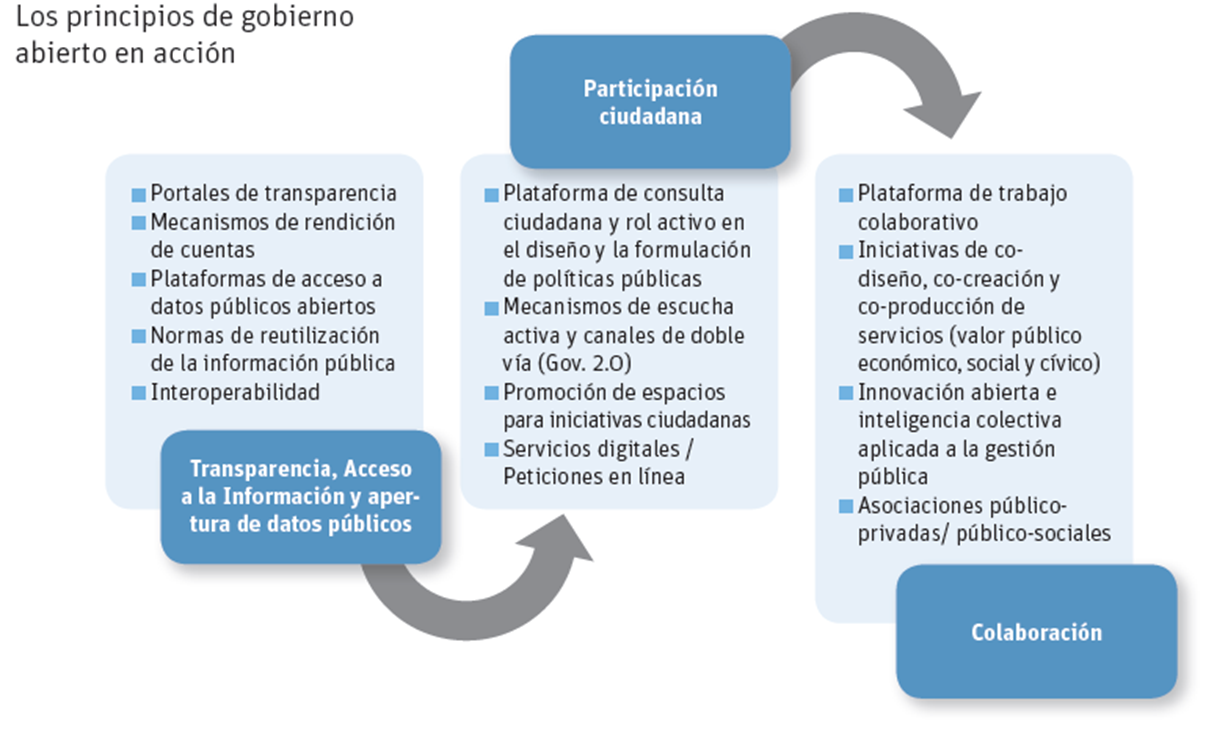 Los principios de gobierno
abierto en acción
Portales de transparencia
Mecanismos de rendición
de cuentas
Plataformas de acceso a
datos públicos abiertos
Normas de reutilización
de la información pública
Interoperabilidad
Transparencia, Acceso
a la Información y aper-
tura de datos públicos
Participación
ciudadana
Plataforma de consulta
ciudadana y rol activo en
el diseño y la formulación
de políticas públicas
Mecanismos de escucha
activa y canales de doble
vía (Gov. 2.0)
Promoción de espacios
para iniciativas ciudadanas
Servicios digitales /
Peticiones en línea
Plataforma de trabajo
colaborativo
Iniciativas de co-
diseño, co-creación y
co-producción de
servicios (valor público
económico, social y cívico)
Innovación abierta e
inteligencia colectiva
aplicada a la gestión
pública
Asociaciones público-
privadas/ público-sociales
Colaboración